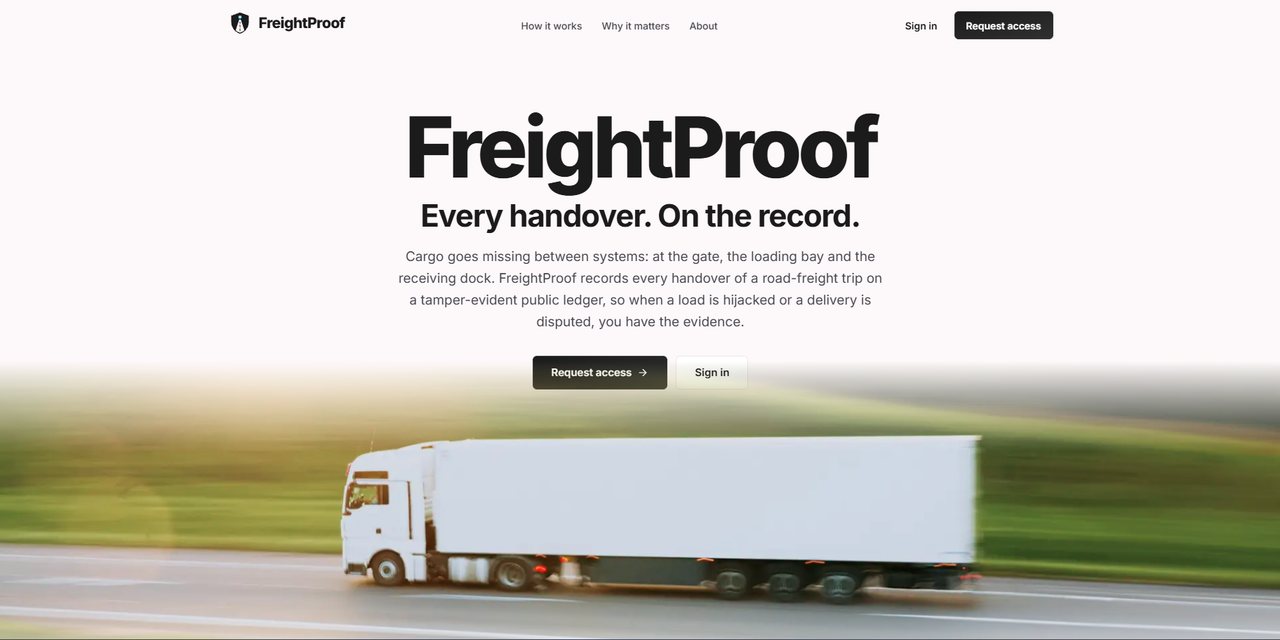 FreightProof
How it works
Why it matters
About
Sign in
Request access
FreightProof
Every handover. On the record.
Cargo goes missing between systems: at the gate, the loading bay and the
receiving dock. FreightProof records every handover of a road-freight trip on
a tamper-evident public ledger, so when a load is hijacked or a delivery is
disputed, you have the evidence.
Request access →
Sign in